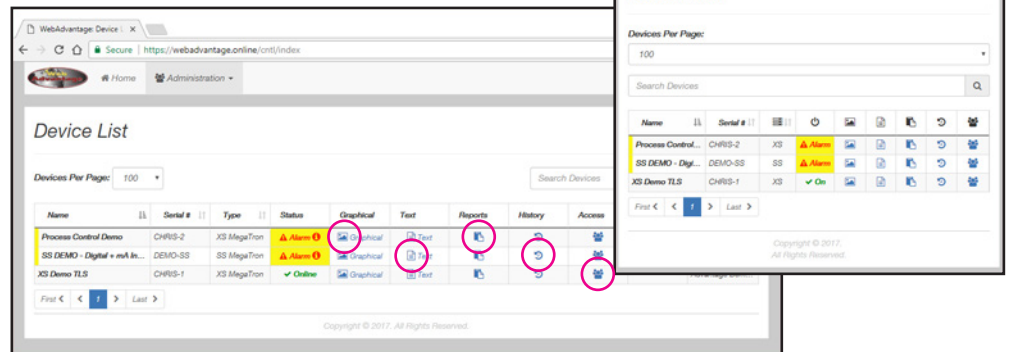 WebAdvantage: Device L
Secure | https://webadvantage.online/cntl/index
Home Administration
Device List
Devices Per Page: 100
Search Devices
Name Serial # Type Status Graphical Text Reports History Access
Process Control Demo CHRIS-2 XS MegaTron Alarm Graphical Text
SS DEMO - Digital + mA In... DEMO-SS SS MegaTron Alarm Graphical Text
XS Demo TLS CHRIS-1 XS MegaTron Online Graphical Text
First 1 Last
Copyright © 2017. All Rights Reserved.
Devices Per Page:
100
Search Devices
Name Serial #
Process Control... CHRIS-2 XS Alarm
SS DEMO - Digi... DEMO-SS SS Alarm
XS Demo TLS CHRIS-1 XS On
First 1 Last
Copyright © 2017.
All Rights Reserved.